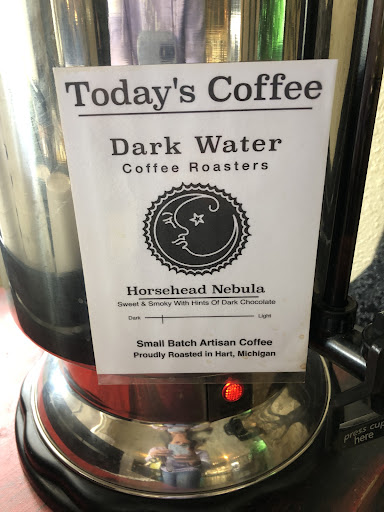 Today's Coffee
Dark Water
Coffee Roasters
Horsehead Nebula
Sweet & Smoky With Hints Of Dark Chocolate
Dark Light
Small Batch Artisan Coffee
Proudly Roasted in Hart, Michigan
press cup
here